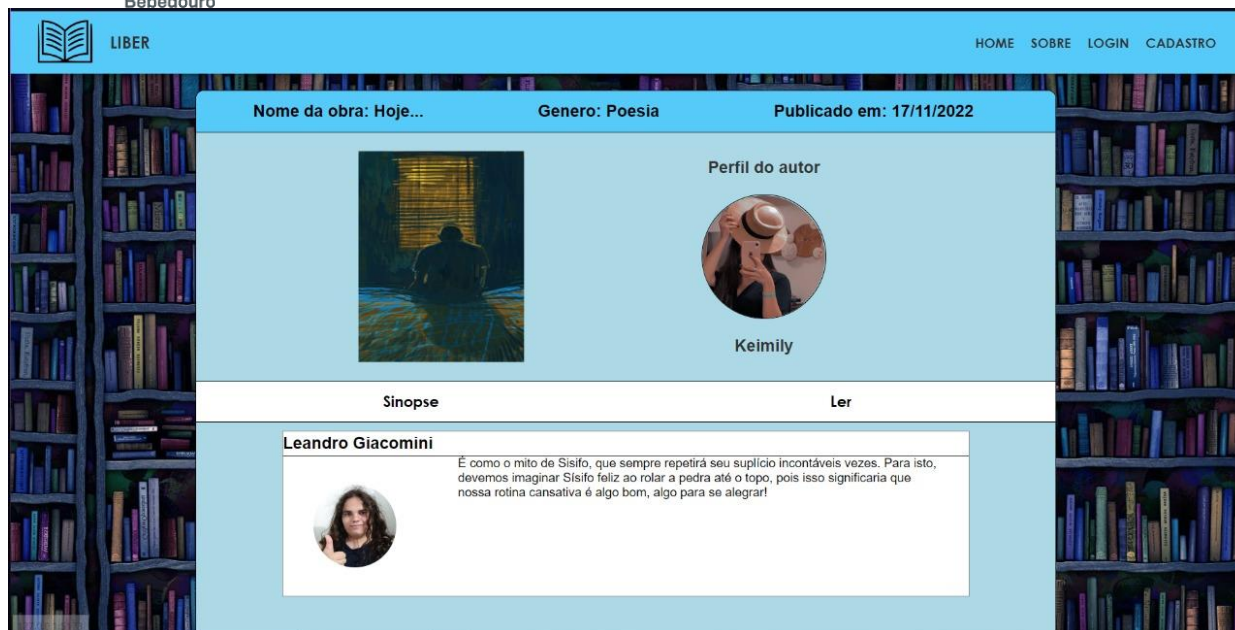 Bebedouro
LIBER
HOME SOBRE LOGIN CADASTRO
Nome da obra: Hoje... Genero: Poesia Publicado em: 17/11/2022
Perfil do autor
Keimily
Sinopse Ler
Leandro Giacomini
É como o mito de Sisifo, que sempre repetirá seu suplício incontáveis vezes. Para isto,
devemos imaginar Sísifo feliz ao rolar a pedra até o topo, pois isso significaria que
nossa rotina cansativa é algo bom, algo para se alegrar!